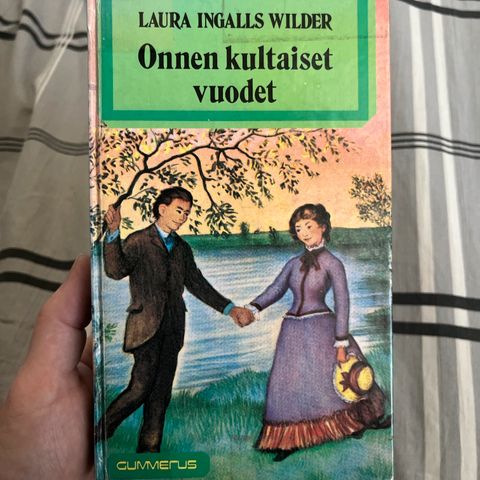 LAURA INGALLS WILDER
Onnen kultaiset
vuodet
GUMMERUS